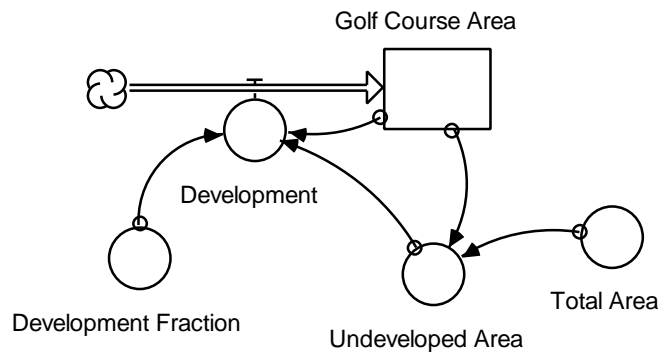 Golf Course Area
Development
Total Area
Development Fraction
Undeveloped Area